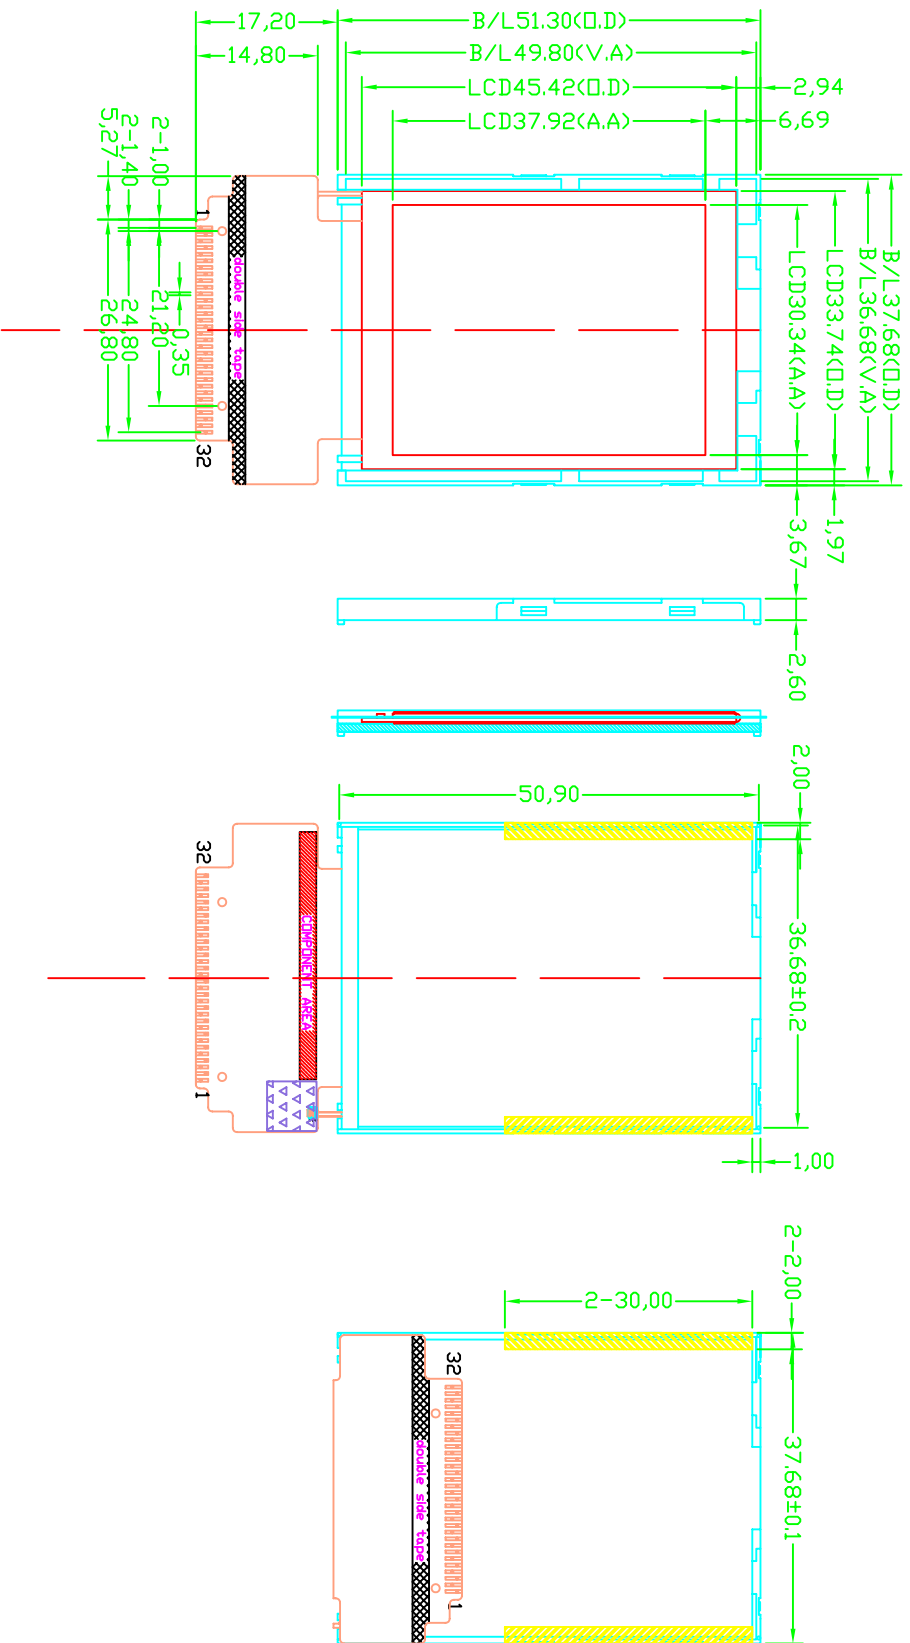 17,20
B/L51.30(O.D)
14,80
B/L49.80(V.A)
LCD45.42(O.D)
2,94
LCD37.92(A.A)
6,69
5,27
2-1,40
2-1,00
1
double side tape
26,80
24,80
21,20
0,35
32
LCD30,34(A.A)
LCD33.74(O.D)
B/L36.68(V.A)
B/L37.68(O.D)
3,67
1,97
2,60
2,00
50,90
32
COMPONENT AREA
36.68±0.2
1
1,00
2-2,00
2-30,00
32
double side tape
37.68±0.1
1